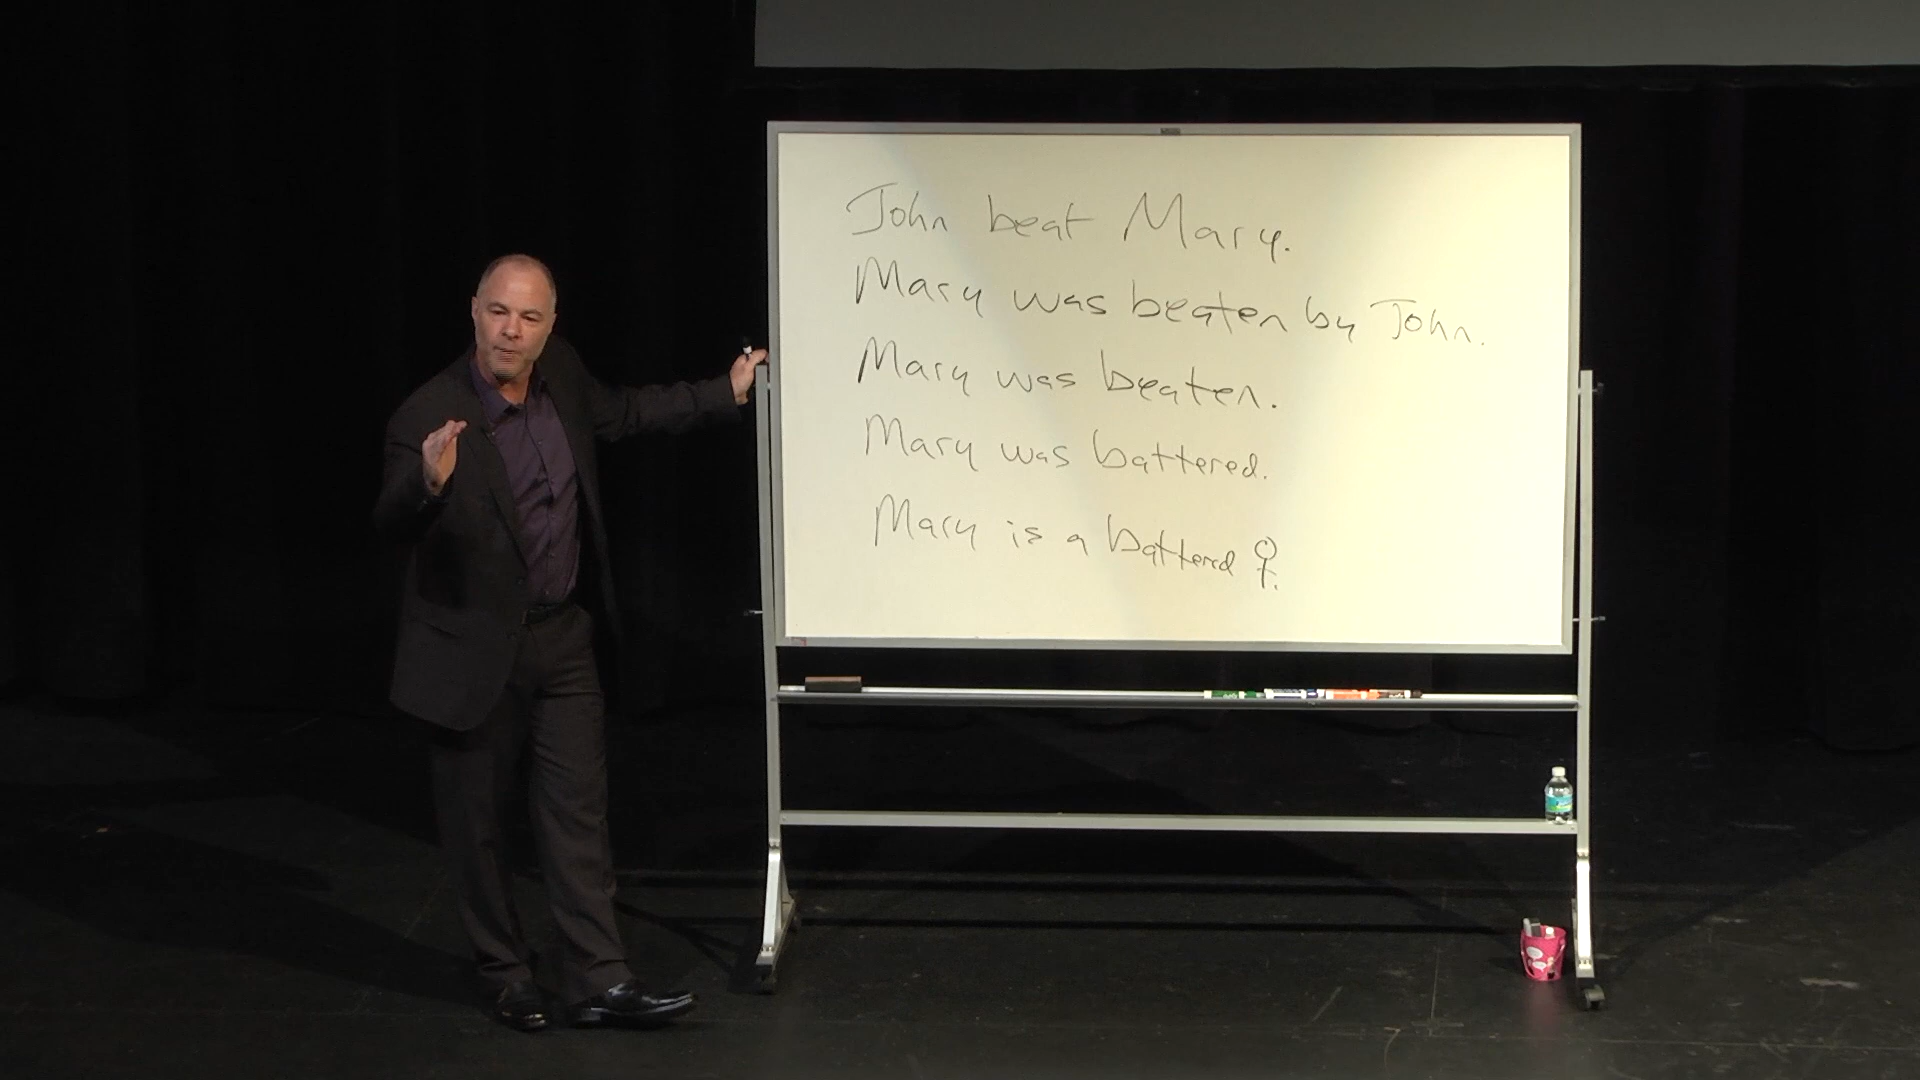 John beat Mary.
Mary was beaten by John.
Mary was beaten.
Mary was battered.
Mary is a battered ♀.